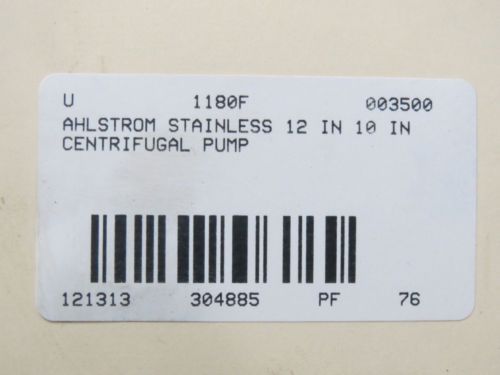 U 1180F 003500
AHLSTROM STAINLESS 12 IN 10 IN
CENTRIFUGAL PUMP
121313 304885 PF 76